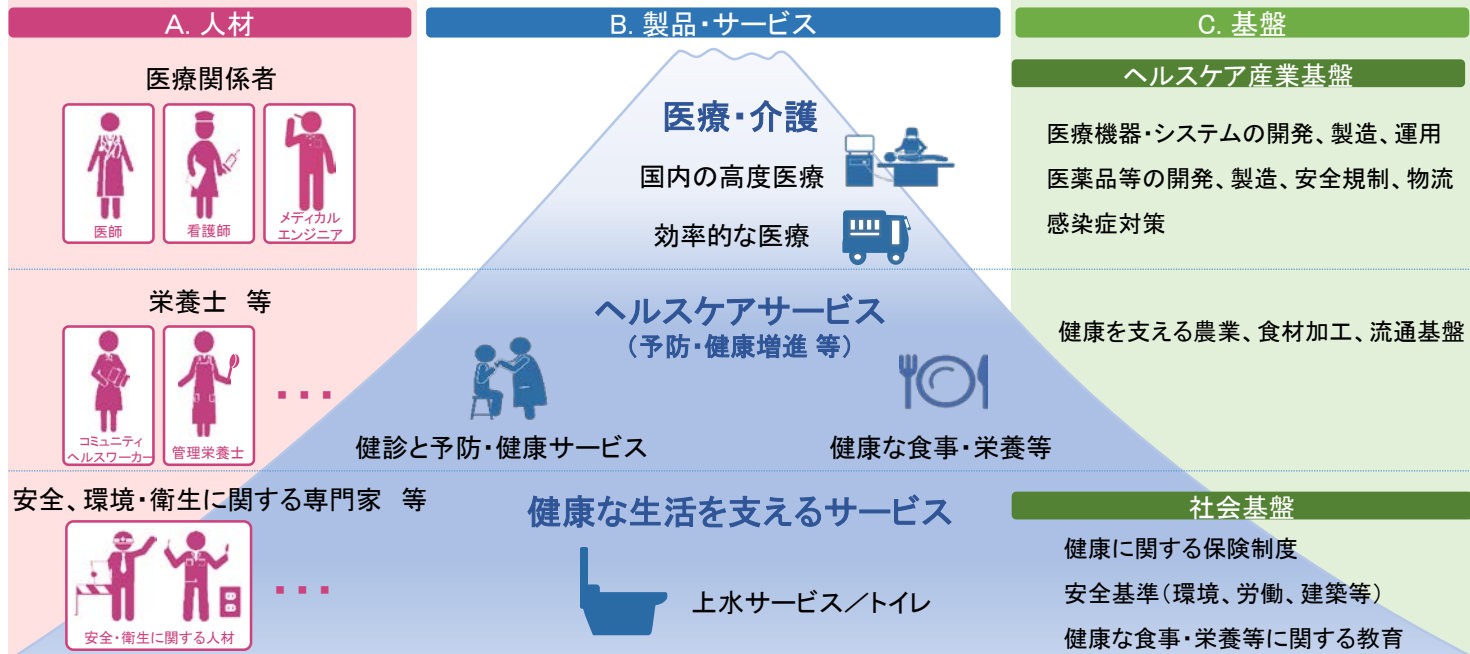 A. 人材
医療関係者
医師
看護師
メディカル
エンジニア
栄養士 等
コミュニティ
ヘルスワーカー
管理栄養士
・・・
安全、環境・衛生に関する専門家 等
安全・衛生に関する人材
・・・
B. 製品・サービス
医療・介護
国内の高度医療
効率的な医療
ヘルスケアサービス
（予防・健康増進 等）
健診と予防・健康サービス
健康な食事・栄養等
健康な生活を支えるサービス
上水サービス／トイレ
C. 基盤
ヘルスケア産業基盤
医療機器・システムの開発、製造、運用
医薬品等の開発、製造、安全規制、物流
感染症対策
健康を支える農業、食材加工、流通基盤
社会基盤
健康に関する保険制度
安全基準（環境、労働、建築等）
健康な食事・栄養等に関する教育